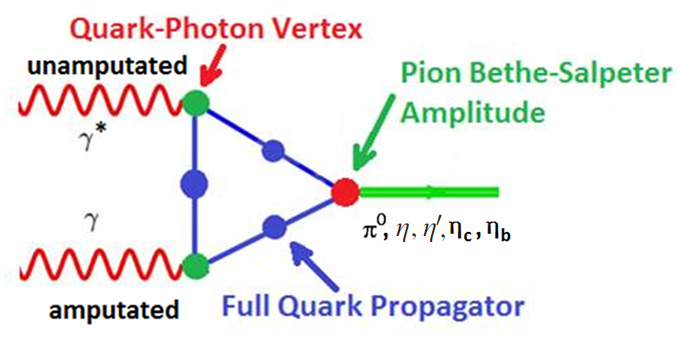 Quark-Photon Vertex
unamputated
Pion Bethe-Salpeter
Amplitude
γ*
γ
π⁰, η, η′, ηc, ηb
amputated
Full Quark Propagator